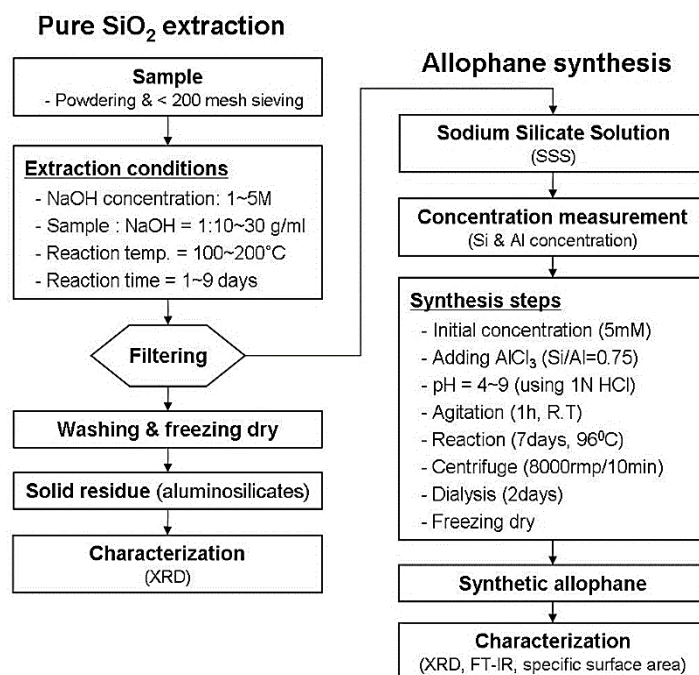 Pure SiO₂ extraction
Sample
- Powdering & < 200 mesh sieving
Extraction conditions
- NaOH concentration: 1~5M
- Sample : NaOH = 1:10~30 g/ml
- Reaction temp. = 100~200°C
- Reaction time = 1~9 days
Filtering
Washing & freezing dry
Solid residue (aluminosilicates)
Characterization
(XRD)
Allophane synthesis
Sodium Silicate Solution
(SSS)
Concentration measurement
(Si & Al concentration)
Synthesis steps
- Initial concentration (5mM)
- Adding AlCl₃ (Si/Al=0.75)
- pH = 4~9 (using 1N HCl)
- Agitation (1h, R.T)
- Reaction (7days, 96⁰C)
- Centrifuge (8000rmp/10min)
- Dialysis (2days)
- Freezing dry
Synthetic allophane
Characterization
(XRD, FT-IR, specific surface area)